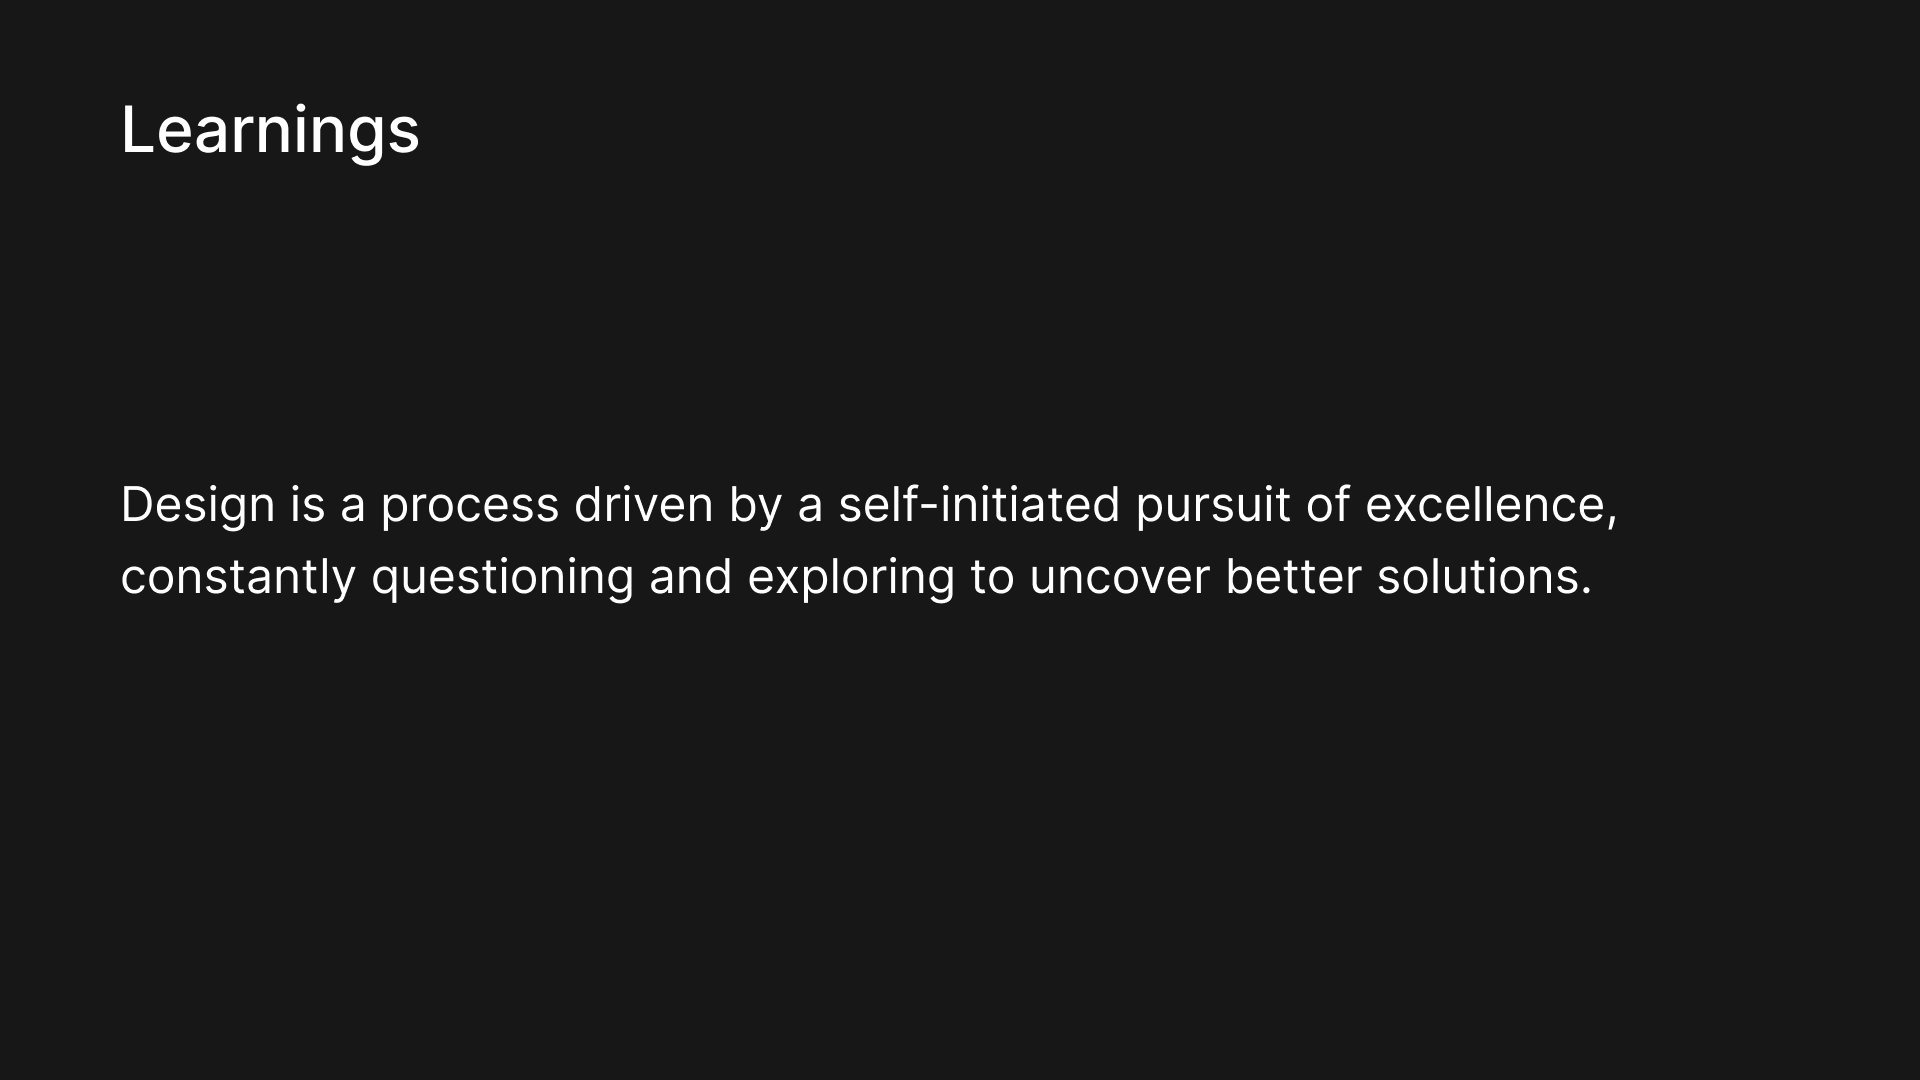 Learnings
Design is a process driven by a self-initiated pursuit of excellence,
constantly questioning and exploring to uncover better solutions.